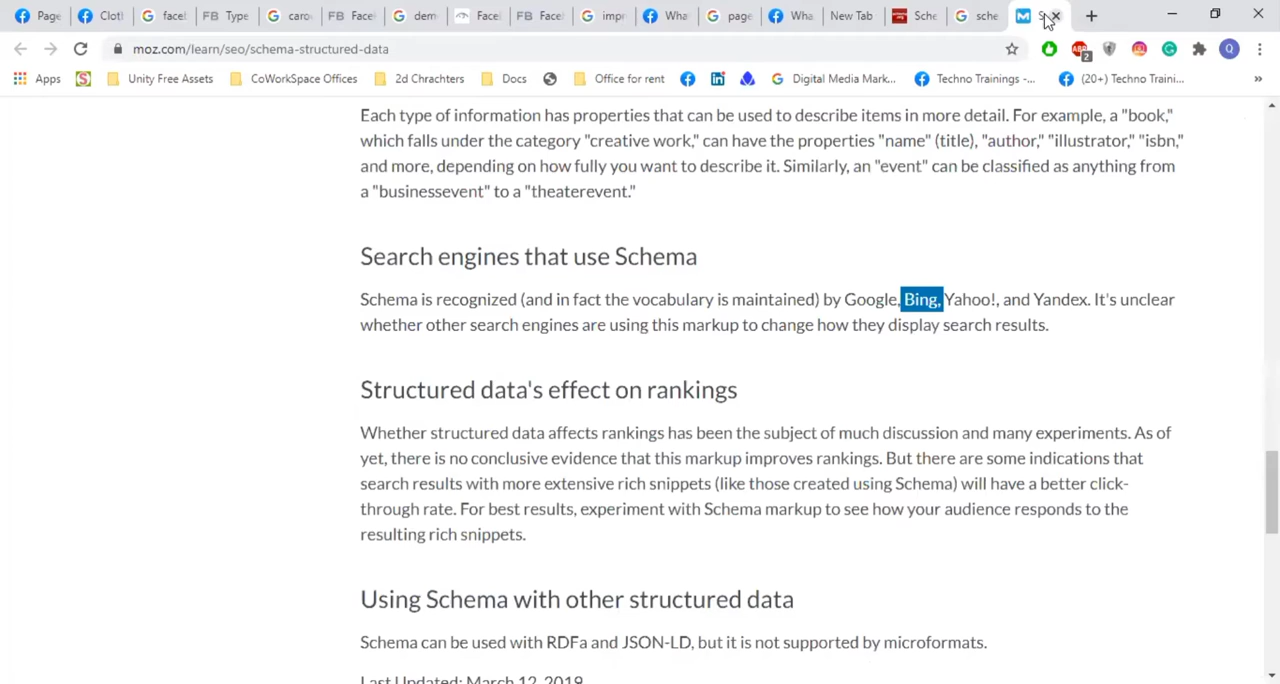 Page
Clotl
faceb
FB Type
carou
FB Face
dem
Face
FB Face
impr
Wha
page
Wha
New Tab
Sche
sche
S
moz.com/learn/seo/schema-structured-data
2
Q
Apps
Unity Free Assets
CoWorkSpace Offices
2d Chrachters
Docs
Office for rent
Digital Media Mark...
Techno Trainings -...
(20+) Techno Traini...
»
Each type of information has properties that can be used to describe items in more detail. For example, a "book,"
which falls under the category "creative work," can have the properties "name" (title), "author," "illustrator," "isbn,"
and more, depending on how fully you want to describe it. Similarly, an "event" can be classified as anything from
a "businessevent" to a "theaterevent."
Search engines that use Schema
Schema is recognized (and in fact the vocabulary is maintained) by Google, Bing, Yahoo!, and Yandex. It's unclear
whether other search engines are using this markup to change how they display search results.
Structured data's effect on rankings
Whether structured data affects rankings has been the subject of much discussion and many experiments. As of
yet, there is no conclusive evidence that this markup improves rankings. But there are some indications that
search results with more extensive rich snippets (like those created using Schema) will have a better click-
through rate. For best results, experiment with Schema markup to see how your audience responds to the
resulting rich snippets.
Using Schema with other structured data
Schema can be used with RDFa and JSON-LD, but it is not supported by microformats.
Last Updated: March 12, 2019